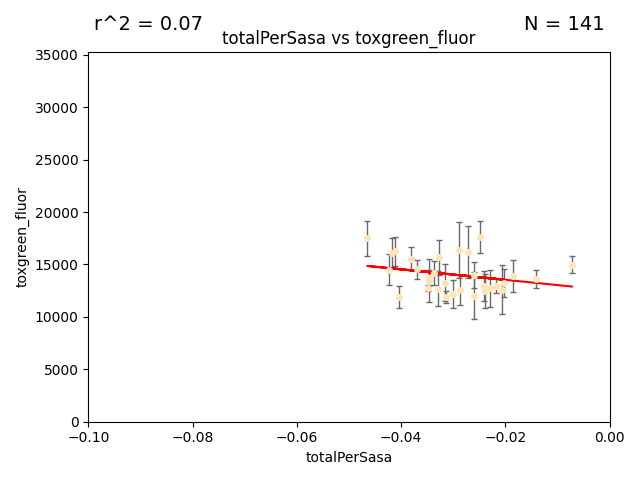 r^2 = 0.07
N = 141
totalPerSasa vs toxgreen_fluor
35000
30000
25000
20000
15000
10000
5000
0
toxgreen_fluor
−0.10
−0.08
−0.06
−0.04
−0.02
0.00
totalPerSasa